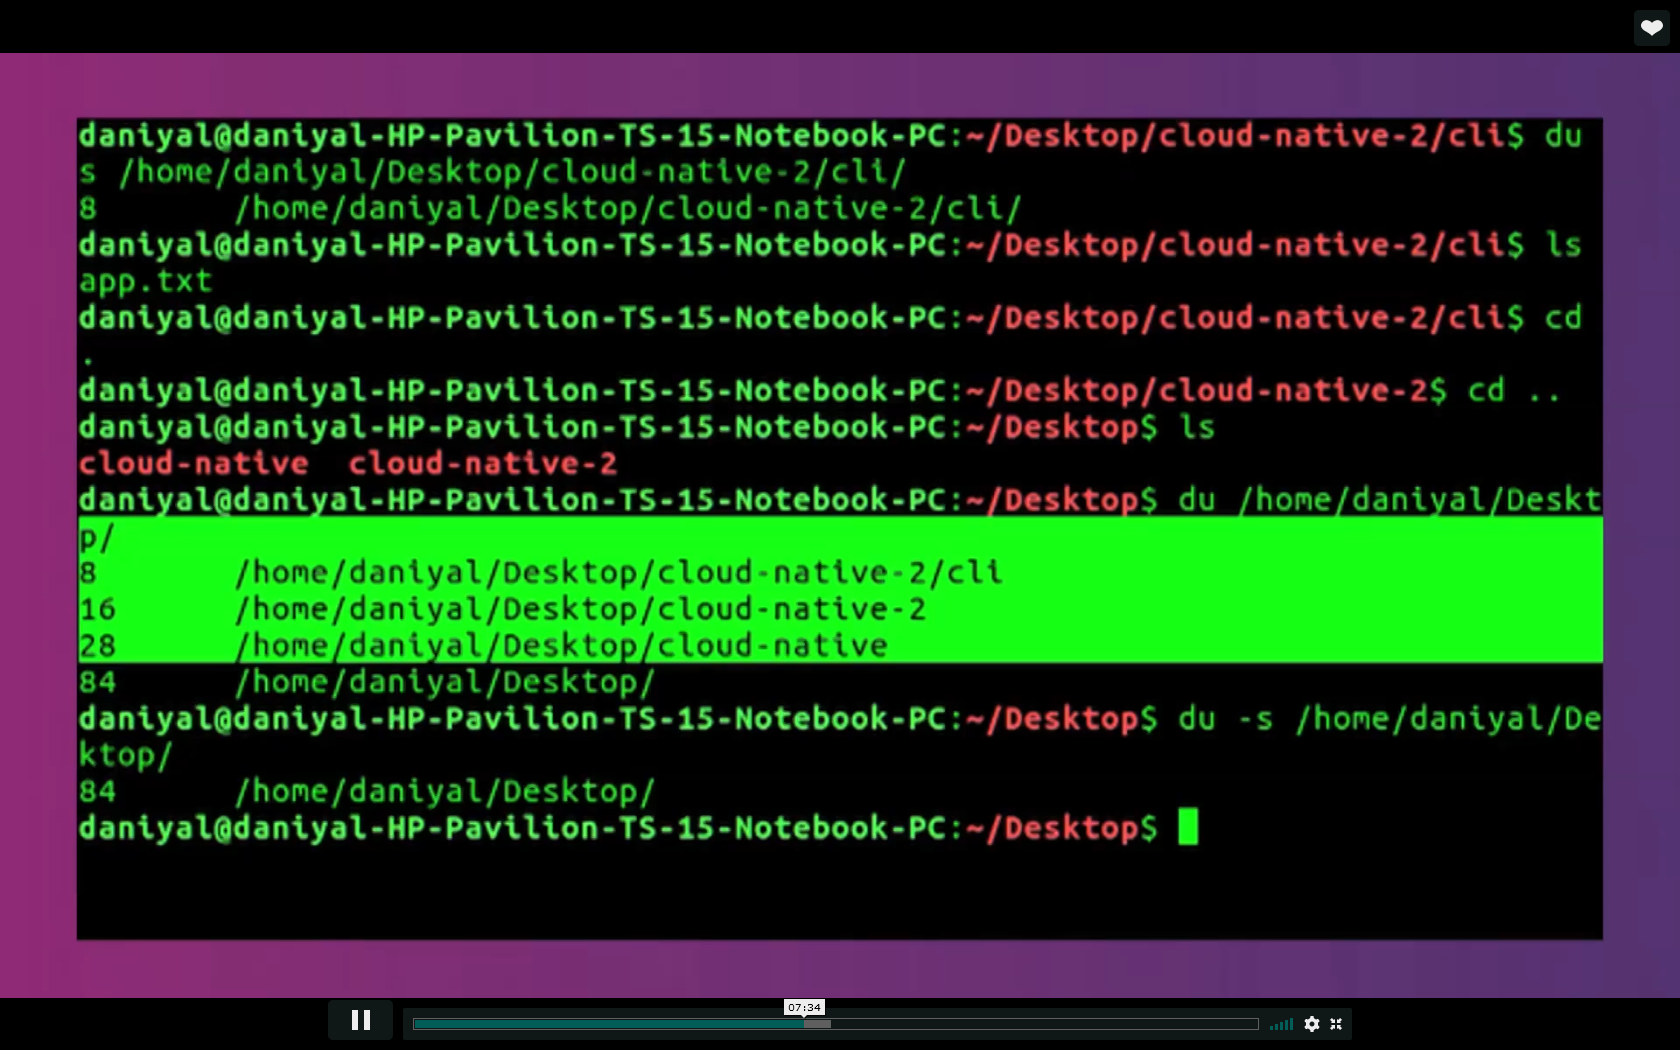 daniyal@daniyal-HP-Pavilion-TS-15-Notebook-PC:~/Desktop/cloud-native-2/cli$ du
s /home/daniyal/Desktop/cloud-native-2/cli/
8 /home/daniyal/Desktop/cloud-native-2/cli/
daniyal@daniyal-HP-Pavilion-TS-15-Notebook-PC:~/Desktop/cloud-native-2/cli$ ls
app.txt
daniyal@daniyal-HP-Pavilion-TS-15-Notebook-PC:~/Desktop/cloud-native-2/cli$ cd
.
daniyal@daniyal-HP-Pavilion-TS-15-Notebook-PC:~/Desktop/cloud-native-2$ cd ..
daniyal@daniyal-HP-Pavilion-TS-15-Notebook-PC:~/Desktop$ ls
cloud-native cloud-native-2
daniyal@daniyal-HP-Pavilion-TS-15-Notebook-PC:~/Desktop$ du /home/daniyal/Deskt
p/
8 /home/daniyal/Desktop/cloud-native-2/cli
16 /home/daniyal/Desktop/cloud-native-2
28 /home/daniyal/Desktop/cloud-native
84 /home/daniyal/Desktop/
daniyal@daniyal-HP-Pavilion-TS-15-Notebook-PC:~/Desktop$ du -s /home/daniyal/De
ktop/
84 /home/daniyal/Desktop/
daniyal@daniyal-HP-Pavilion-TS-15-Notebook-PC:~/Desktop$
07:34